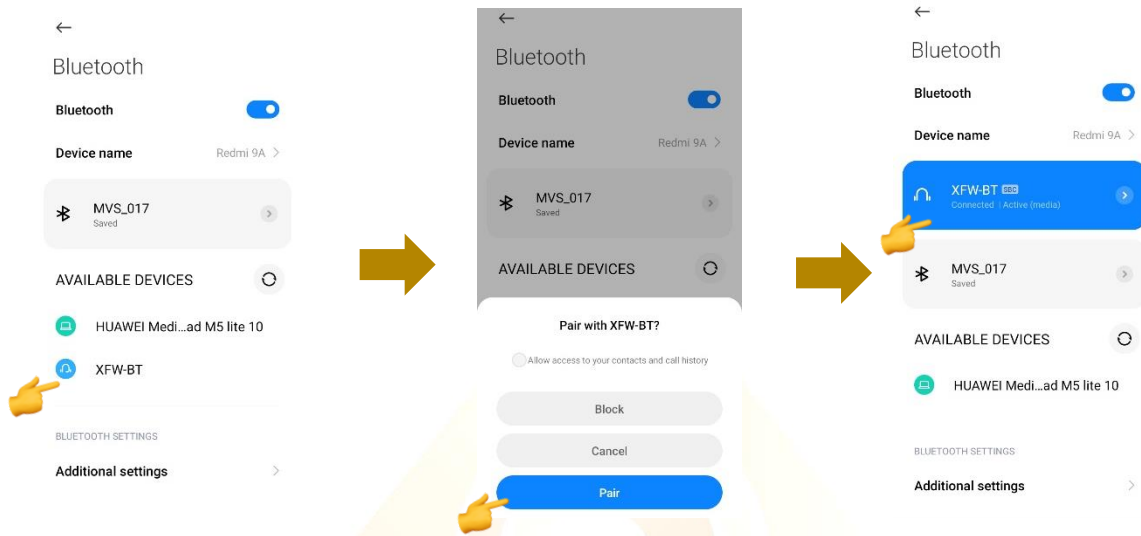 Bluetooth
Bluetooth
Device name Redmi 9A
MVS_017
Saved
AVAILABLE DEVICES
HUAWEI Medi...ad M5 lite 10
XFW-BT
BLUETOOTH SETTINGS
Additional settings
Bluetooth
Bluetooth
Device name Redmi 9A
MVS_017
Saved
AVAILABLE DEVICES
Pair with XFW-BT?
Allow access to your contacts and call history
Block
Cancel
Pair
Bluetooth
Bluetooth
Device name Redmi 9A
XFW-BT SBC
Connected | Active (media)
MVS_017
Saved
AVAILABLE DEVICES
HUAWEI Medi...ad M5 lite 10
BLUETOOTH SETTINGS
Additional settings